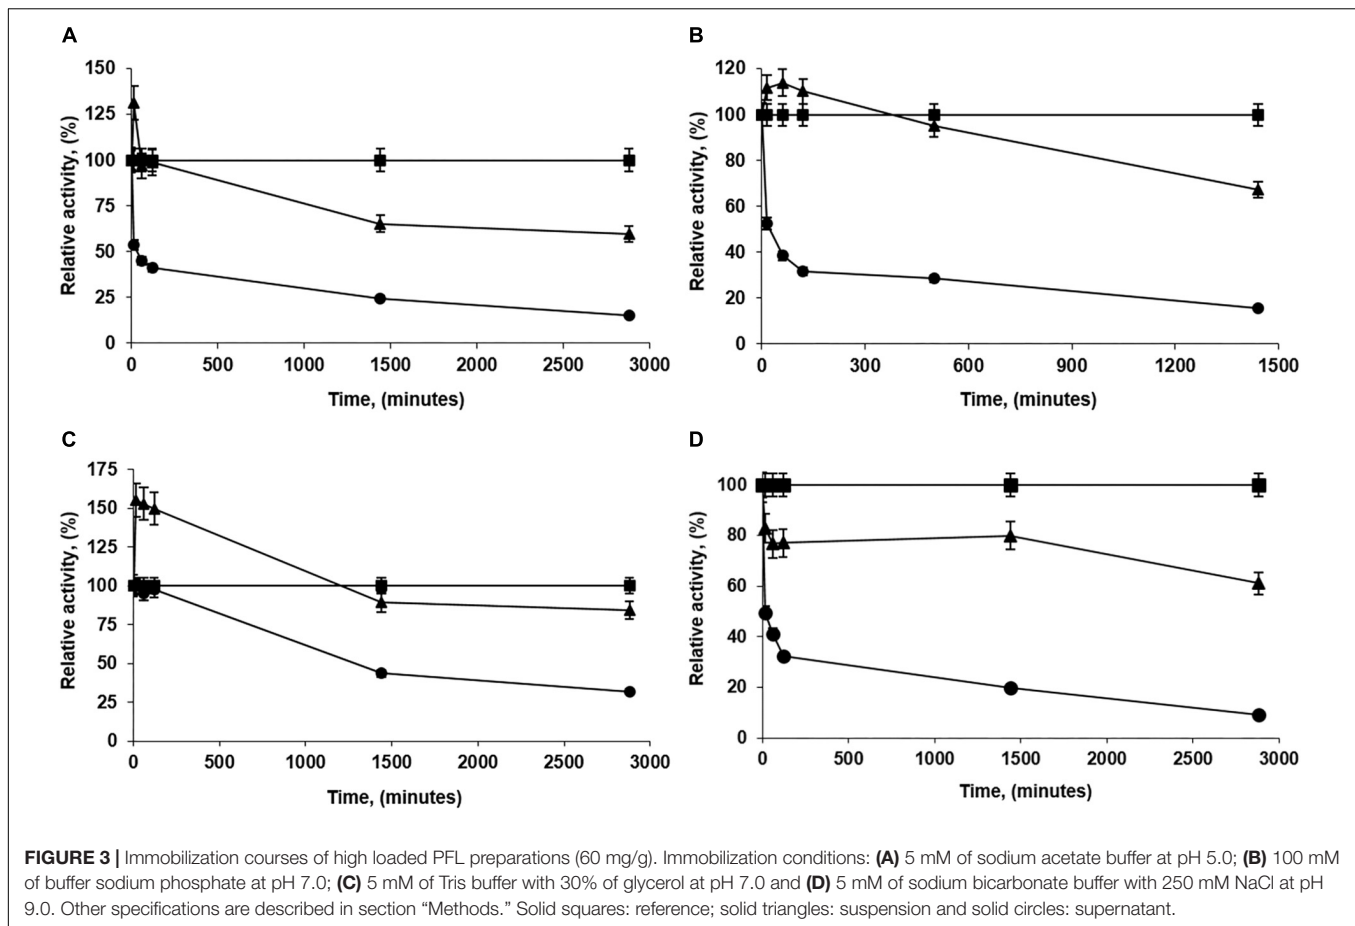 A
150
125
100
75
50
25
0
Relative activity, (%)
0 500 1000 1500 2000 2500 3000
Time, (minutes)
B
120
100
80
60
40
20
0
Relative activity, (%)
0 300 600 900 1200 1500
Time, (minutes)
C
175
150
125
100
75
50
25
0
Relative activity, (%)
0 500 1000 1500 2000 2500 3000
Time, (minutes)
D
100
80
60
40
20
0
Relative activity, (%)
0 500 1000 1500 2000 2500 3000
Time, (minutes)
FIGURE 3 | Immobilization courses of high loaded PFL preparations (60 mg/g). Immobilization conditions: (A) 5 mM of sodium acetate buffer at pH 5.0; (B) 100 mM
of buffer sodium phosphate at pH 7.0; (C) 5 mM of Tris buffer with 30% of glycerol at pH 7.0 and (D) 5 mM of sodium bicarbonate buffer with 250 mM NaCl at pH
9.0. Other specifications are described in section “Methods.” Solid squares: reference; solid triangles: suspension and solid circles: supernatant.